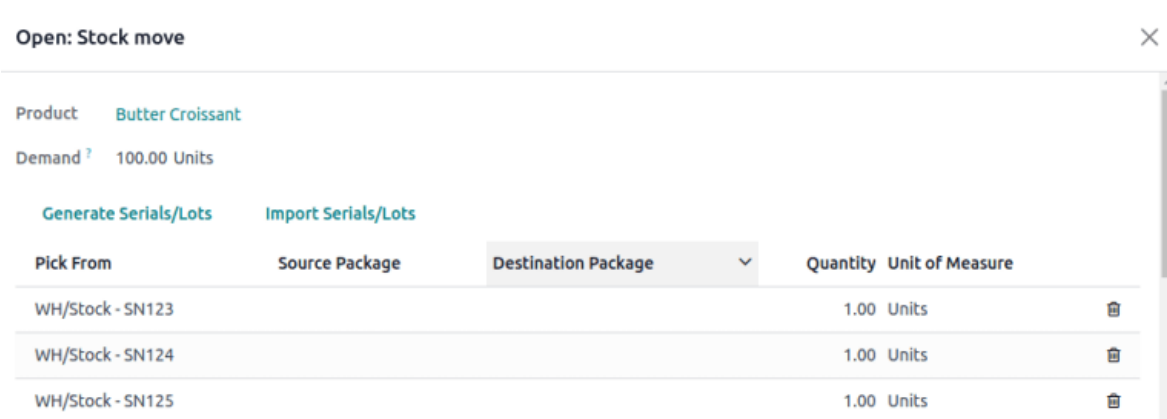 Open: Stock move
Product Butter Croissant
Demand ? 100.00 Units
Generate Serials/Lots Import Serials/Lots
Pick From Source Package Destination Package Quantity Unit of Measure
WH/Stock - SN123 1.00 Units
WH/Stock - SN124 1.00 Units
WH/Stock - SN125 1.00 Units